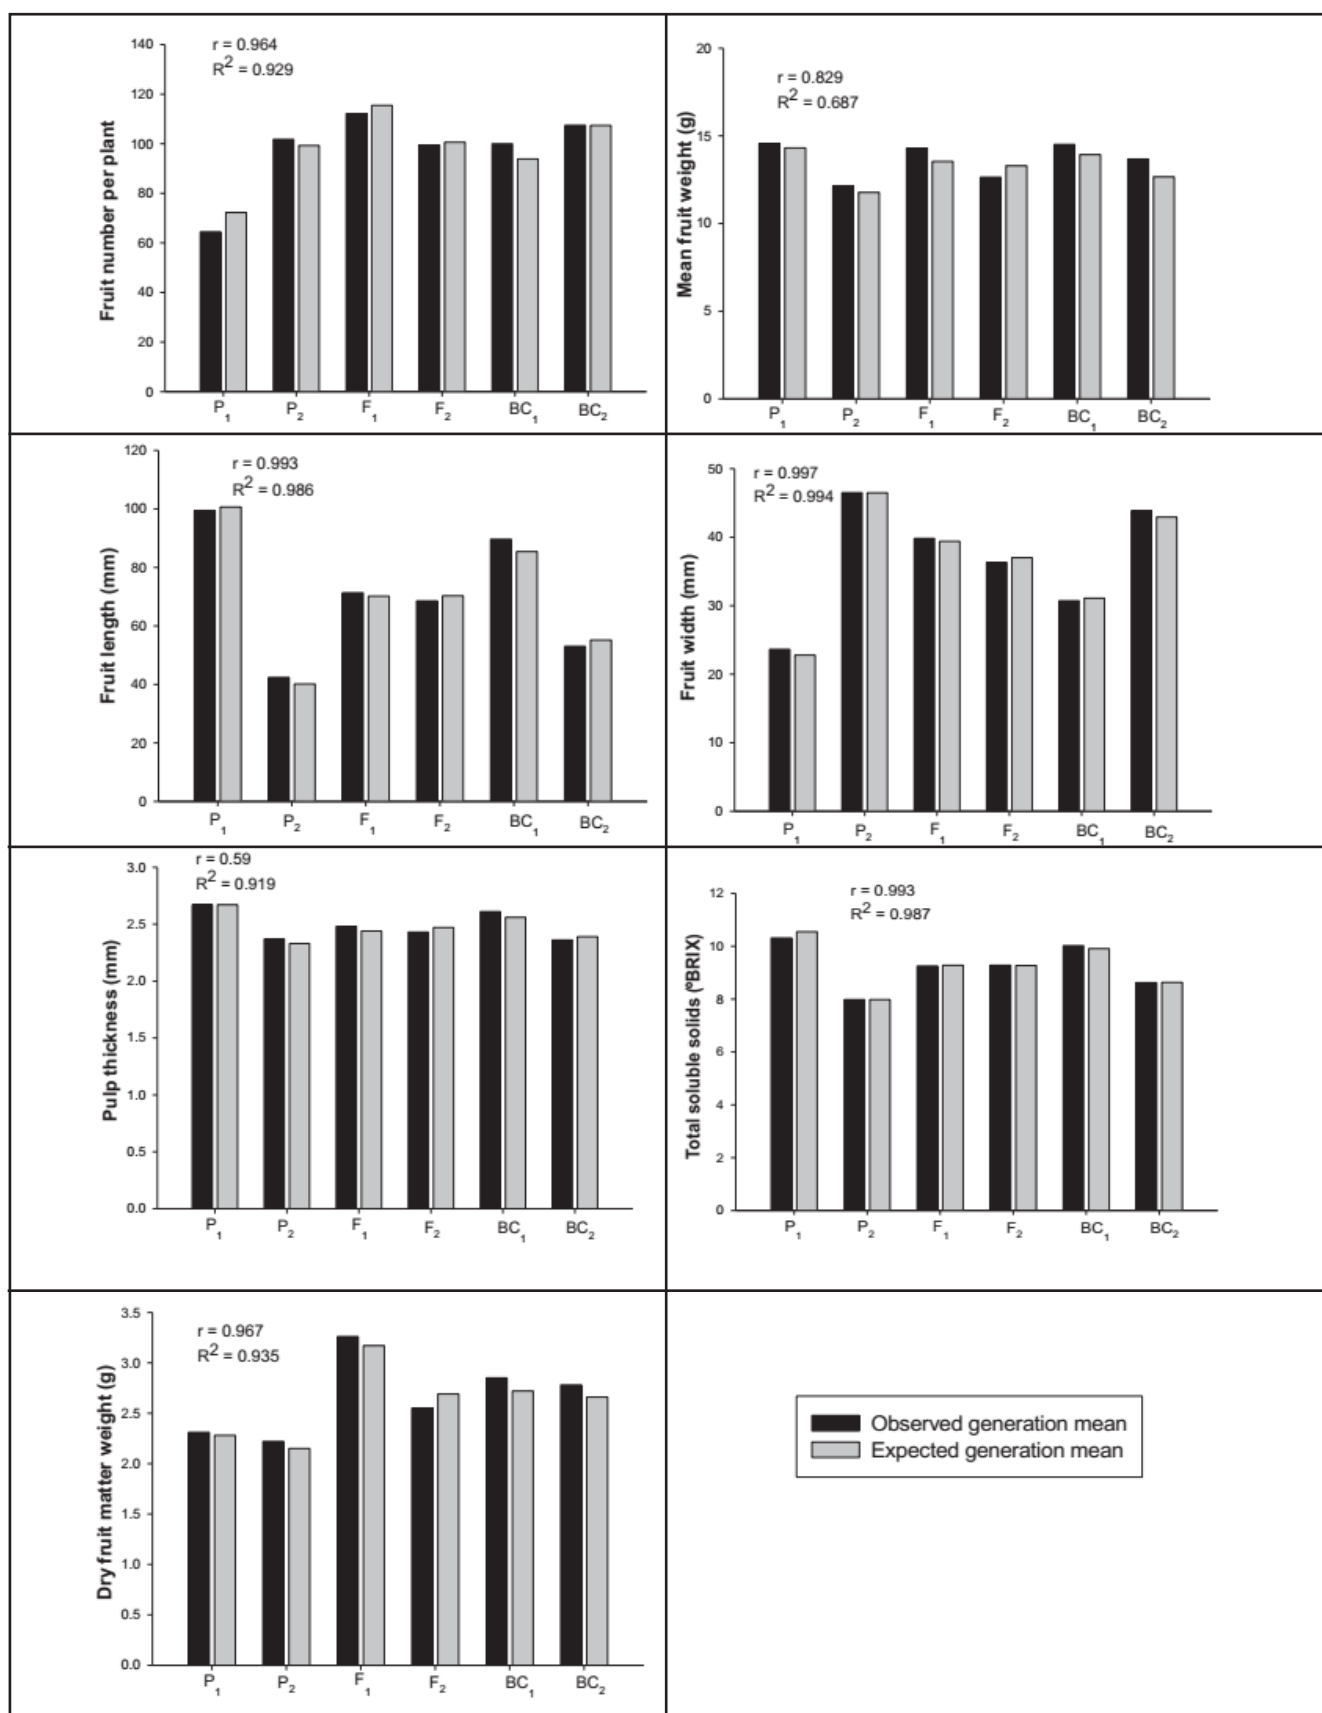 r = 0.964
R² = 0.929
Fruit number per plant
140
120
100
80
60
40
20
0
P₁ P₂ F₁ F₂ BC₁ BC₂
r = 0.829
R² = 0.687
Mean fruit weight (g)
20
15
10
5
0
P₁ P₂ F₁ F₂ BC₁ BC₂
r = 0.993
R² = 0.986
Fruit length (mm)
120
100
80
60
40
20
0
P₁ P₂ F₁ F₂ BC₁ BC₂
r = 0.997
R² = 0.994
Fruit width (mm)
50
40
30
20
10
0
P₁ P₂ F₁ F₂ BC₁ BC₂
r = 0.59
R² = 0.919
Pulp thickness (mm)
3.0
2.5
2.0
1.5
1.0
0.5
0.0
P₁ P₂ F₁ F₂ BC₁ BC₂
r = 0.993
R² = 0.987
Total soluble solids (ºBRIX)
12
10
8
6
4
2
0
P₁ P₂ F₁ F₂ BC₁ BC₂
r = 0.967
R² = 0.935
Dry fruit matter weight (g)
3.5
3.0
2.5
2.0
1.5
1.0
0.5
0.0
P₁ P₂ F₁ F₂ BC₁ BC₂
Observed generation mean
Expected generation mean